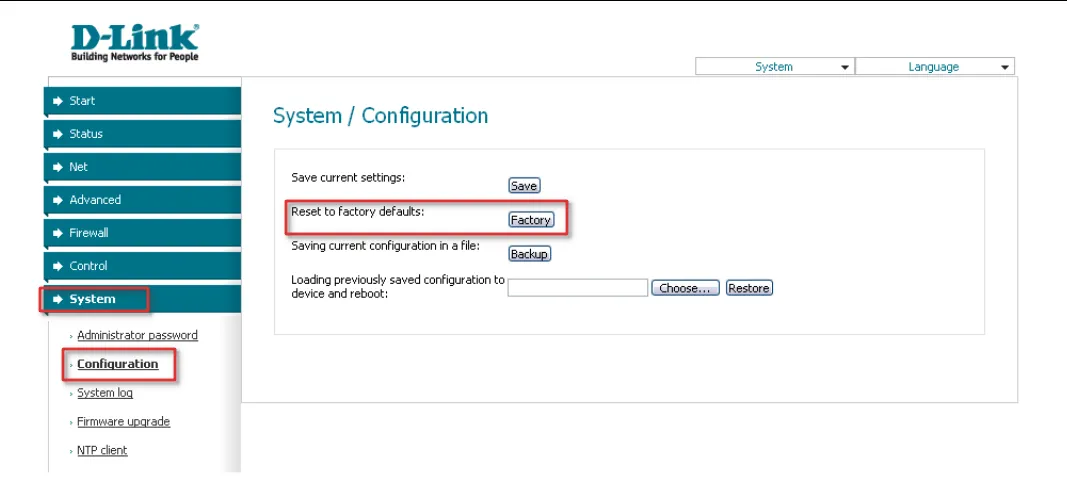 D-Link
Building Networks for People
System
Language
Start
Status
Net
Advanced
Firewall
Control
System
Administrator password
Configuration
System log
Firmware upgrade
NTP client
System / Configuration
Save current settings:
Save
Reset to factory defaults:
Factory
Saving current configuration in a file:
Backup
Loading previously saved configuration to
device and reboot:
Choose...
Restore